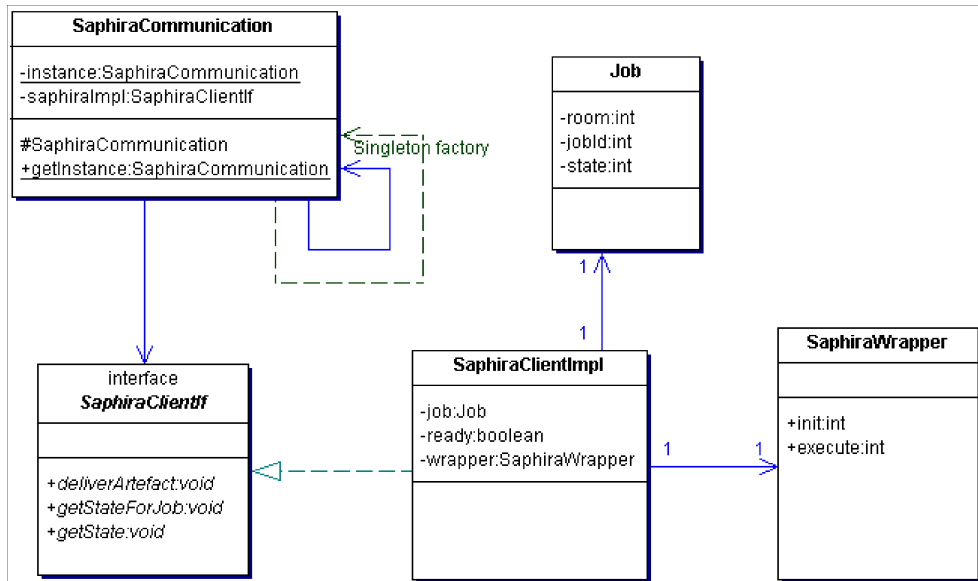 SaphiraCommunication
-instance:SaphiraCommunication
-saphiraImpl:SaphiraClientIf
#SaphiraCommunication
+getInstance:SaphiraCommunication
Singleton factory
Job
-room:int
-jobId:int
-state:int
1
1
interface
SaphiraClientIf
+deliverArtefact:void
+getStateForJob:void
+getState:void
SaphiraClientImpl
-job:Job
-ready:boolean
-wrapper:SaphiraWrapper
1
1
SaphiraWrapper
+init:int
+execute:int